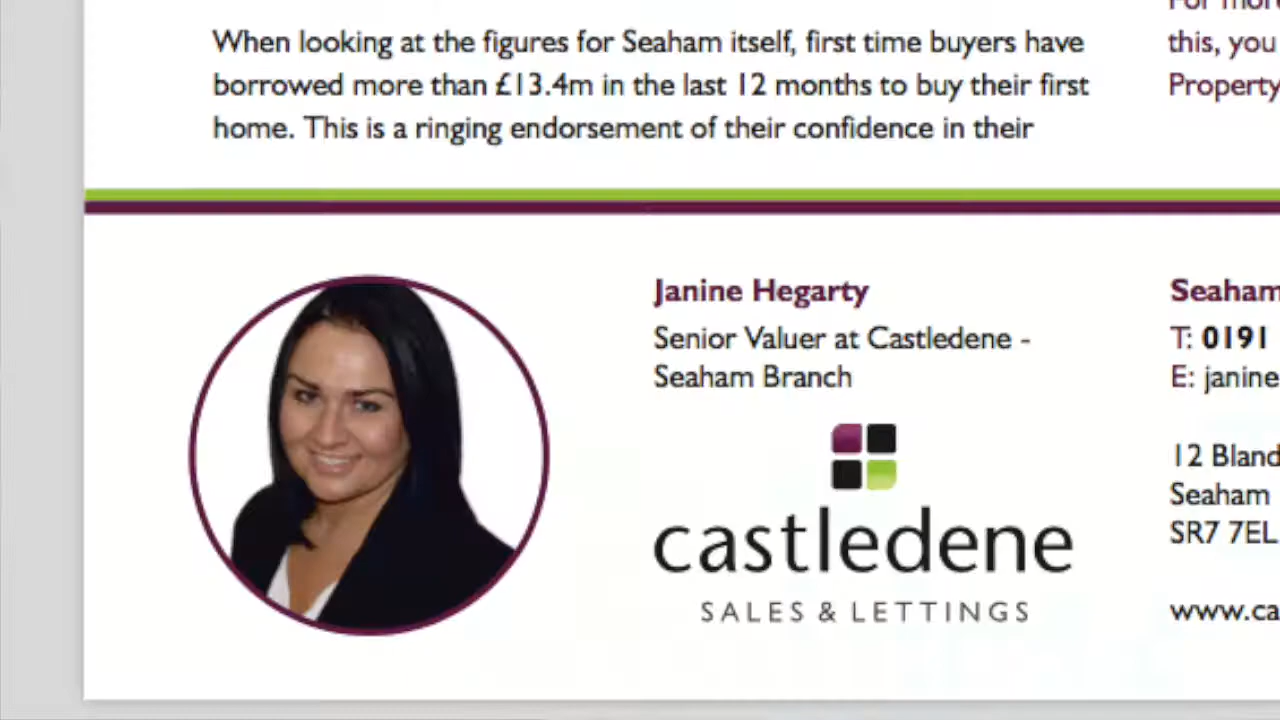 When looking at the figures for Seaham itself, first time buyers have
borrowed more than £13.4m in the last 12 months to buy their first
home. This is a ringing endorsement of their confidence in their
this, you
Property
Janine Hegarty
Senior Valuer at Castledene -
Seaham Branch
castledene
SALES & LETTINGS
Seaham
T: 0191
E: janine
12 Bland
Seaham
SR7 7EL
www.ca